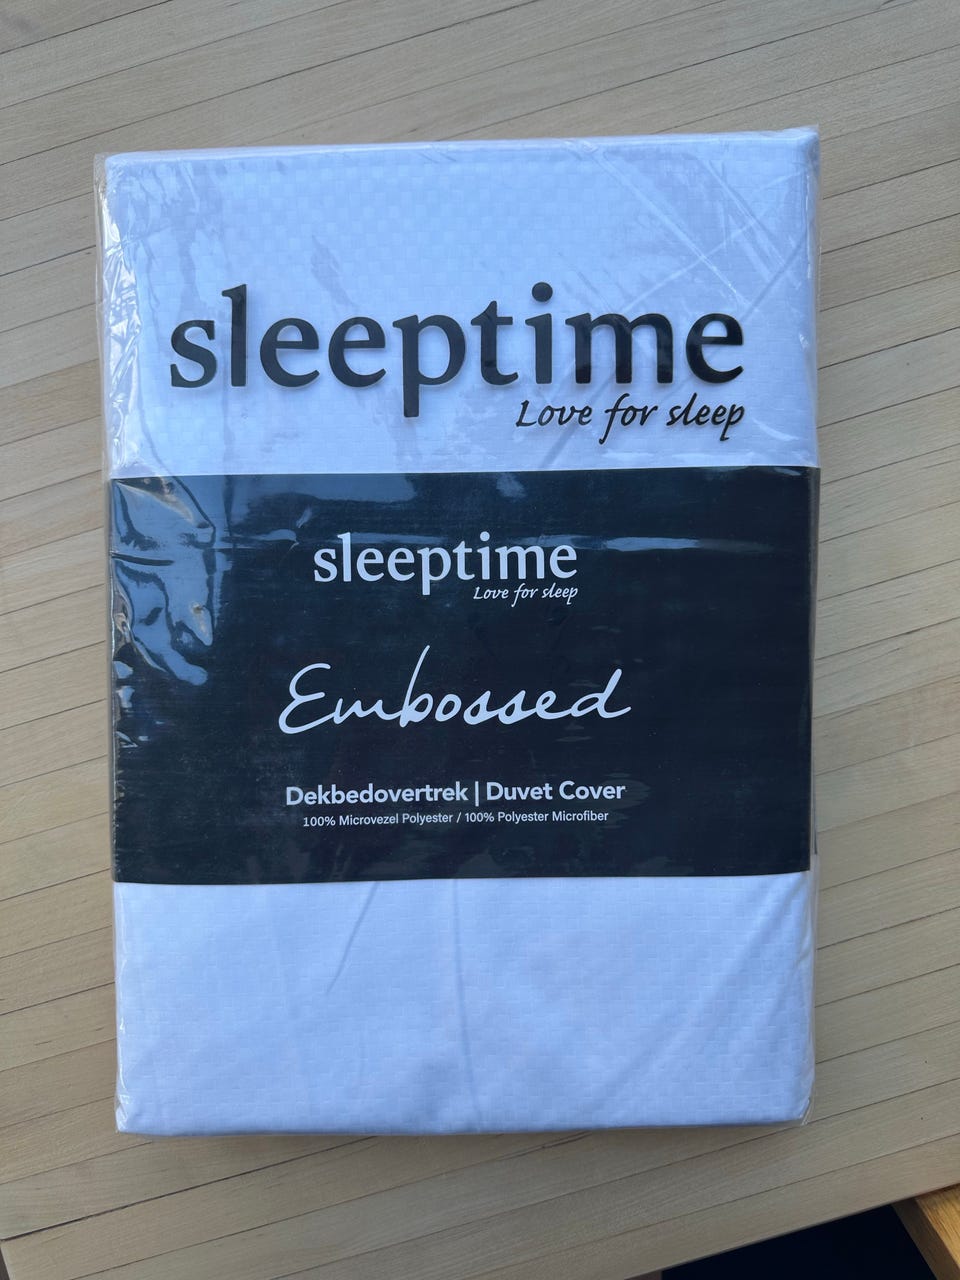 sleeptime
Love for sleep
sleeptime
Love for sleep
Embossed
Dekbedovertrek | Duvet Cover
100% Microvezel Polyester / 100% Polyester Microfiber